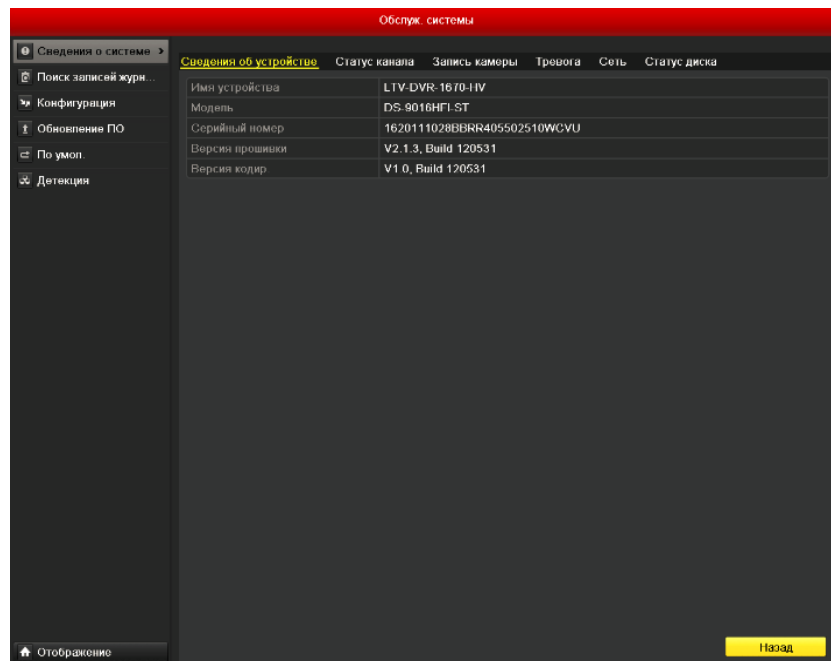 Обслуж. системы
Сведения о системе >
Поиск записей журн...
Конфигурация
Обновление ПО
По умол.
Детекция
Отображение
Сведения об устройстве Статус канала Запись камеры Тревога Сеть Статус диска
Имя устройства LTV-DVR-1670-HV
Модель DS-9016HFI-ST
Серийный номер 1620111028BBRR405502510WCVU
Версия прошивки V2.1.3, Build 120531
Версия кодир. V1.0, Build 120531
Назад